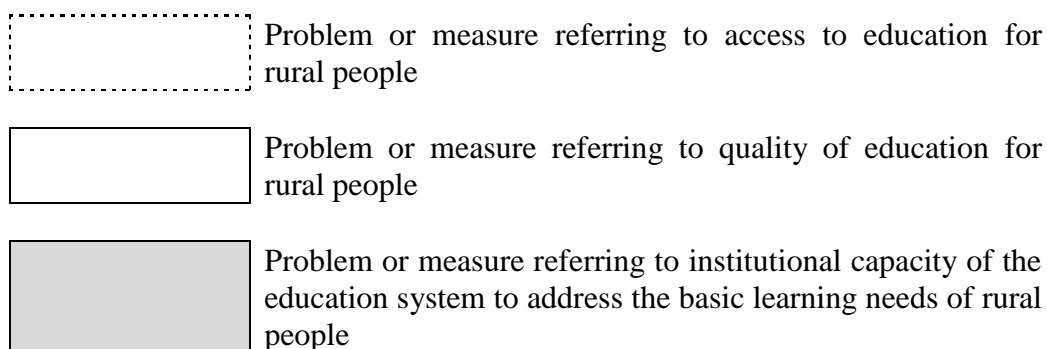 Problem or measure referring to access to education for
rural people
Problem or measure referring to quality of education for
rural people
Problem or measure referring to institutional capacity of the
education system to address the basic learning needs of rural
people